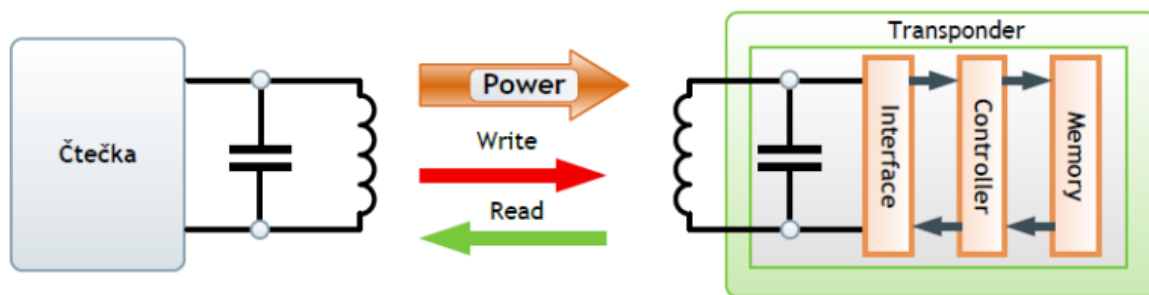 Transponder
Čtečka
Power
Write
Read
Interface
Controller
Memory